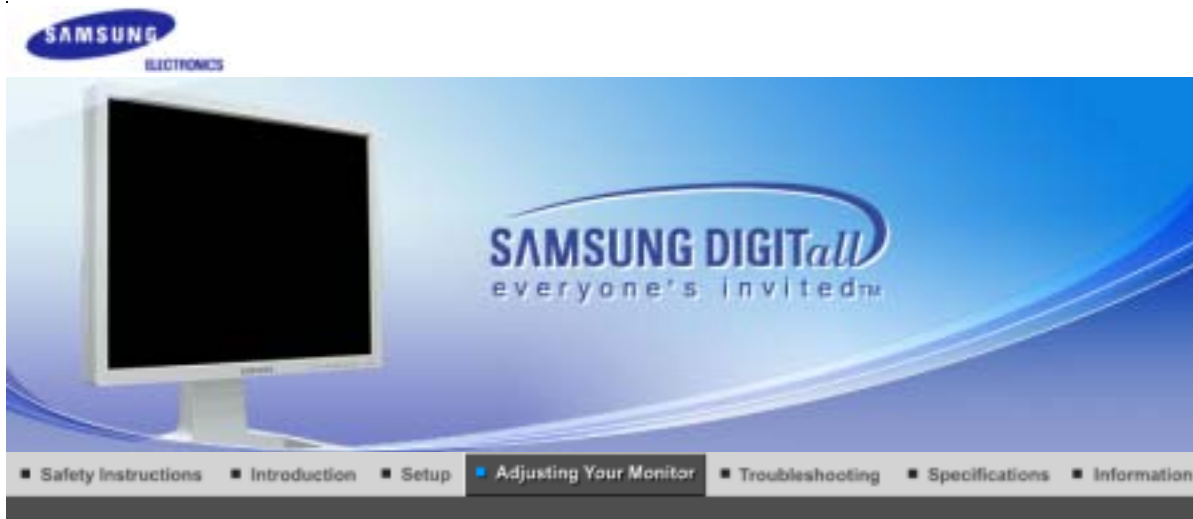 SAMSUNG
ELECTRONICS
SAMSUNG DIGITall
everyone's invited™
Safety Instructions Introduction Setup Adjusting Your Monitor Troubleshooting Specifications Information